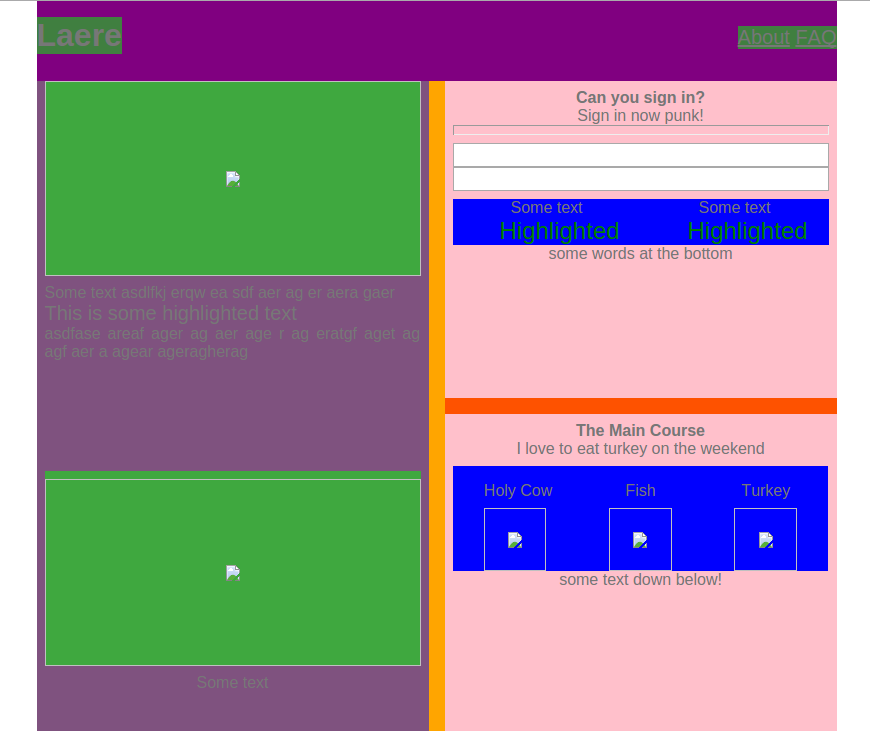 Laere
About FAQ
Some text asdlfkj erqw ea sdf aer ag er aera gaer
This is some highlighted text
asdfase areaf ager ag aer age r ag eratgf aget ag
agf aer a agear ageragherag
Some text
Can you sign in?
Sign in now punk!
Some text Some text
Highlighted Highlighted
some words at the bottom
The Main Course
I love to eat turkey on the weekend
Holy Cow Fish Turkey
some text down below!